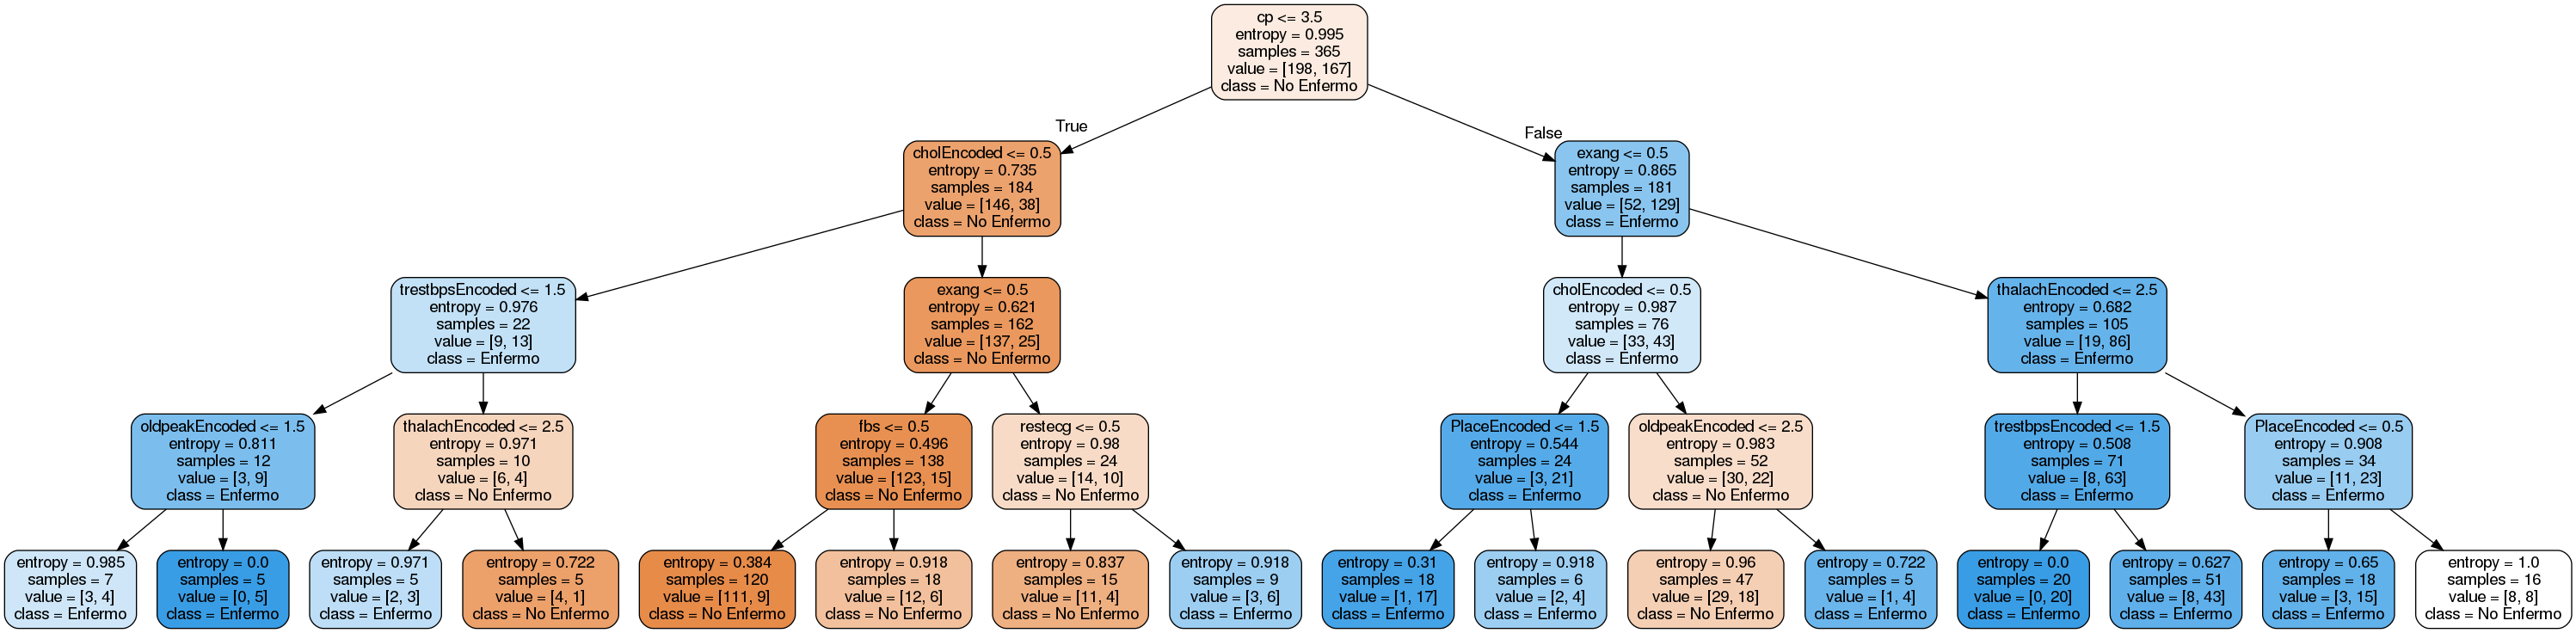 cp <= 3.5
entropy = 0.995
samples = 365
value = [198, 167]
class = No Enfermo
True
False
cholEncoded <= 0.5
entropy = 0.735
samples = 184
value = [146, 38]
class = No Enfermo
exang <= 0.5
entropy = 0.865
samples = 181
value = [52, 129]
class = Enfermo
trestbpsEncoded <= 1.5
entropy = 0.976
samples = 22
value = [9, 13]
class = Enfermo
exang <= 0.5
entropy = 0.621
samples = 162
value = [137, 25]
class = No Enfermo
cholEncoded <= 0.5
entropy = 0.987
samples = 76
value = [33, 43]
class = Enfermo
thalachEncoded <= 2.5
entropy = 0.682
samples = 105
value = [19, 86]
class = Enfermo
oldpeakEncoded <= 1.5
entropy = 0.811
samples = 12
value = [3, 9]
class = Enfermo
thalachEncoded <= 2.5
entropy = 0.971
samples = 10
value = [6, 4]
class = No Enfermo
fbs <= 0.5
entropy = 0.496
samples = 138
value = [123, 15]
class = No Enfermo
restecg <= 0.5
entropy = 0.98
samples = 24
value = [14, 10]
class = No Enfermo
PlaceEncoded <= 1.5
entropy = 0.544
samples = 24
value = [3, 21]
class = Enfermo
oldpeakEncoded <= 2.5
entropy = 0.983
samples = 52
value = [30, 22]
class = No Enfermo
trestbpsEncoded <= 1.5
entropy = 0.508
samples = 71
value = [8, 63]
class = Enfermo
PlaceEncoded <= 0.5
entropy = 0.908
samples = 34
value = [11, 23]
class = Enfermo
entropy = 0.985
samples = 7
value = [3, 4]
class = Enfermo
entropy = 0.0
samples = 5
value = [0, 5]
class = Enfermo
entropy = 0.971
samples = 5
value = [2, 3]
class = Enfermo
entropy = 0.722
samples = 5
value = [4, 1]
class = No Enfermo
entropy = 0.384
samples = 120
value = [111, 9]
class = No Enfermo
entropy = 0.918
samples = 18
value = [12, 6]
class = No Enfermo
entropy = 0.837
samples = 15
value = [11, 4]
class = No Enfermo
entropy = 0.918
samples = 9
value = [3, 6]
class = Enfermo
entropy = 0.31
samples = 18
value = [1, 17]
class = Enfermo
entropy = 0.918
samples = 6
value = [2, 4]
class = Enfermo
entropy = 0.96
samples = 47
value = [29, 18]
class = No Enfermo
entropy = 0.722
samples = 5
value = [1, 4]
class = Enfermo
entropy = 0.0
samples = 20
value = [0, 20]
class = Enfermo
entropy = 0.627
samples = 51
value = [8, 43]
class = Enfermo
entropy = 0.65
samples = 18
value = [3, 15]
class = Enfermo
entropy = 1.0
samples = 16
value = [8, 8]
class = No Enfermo